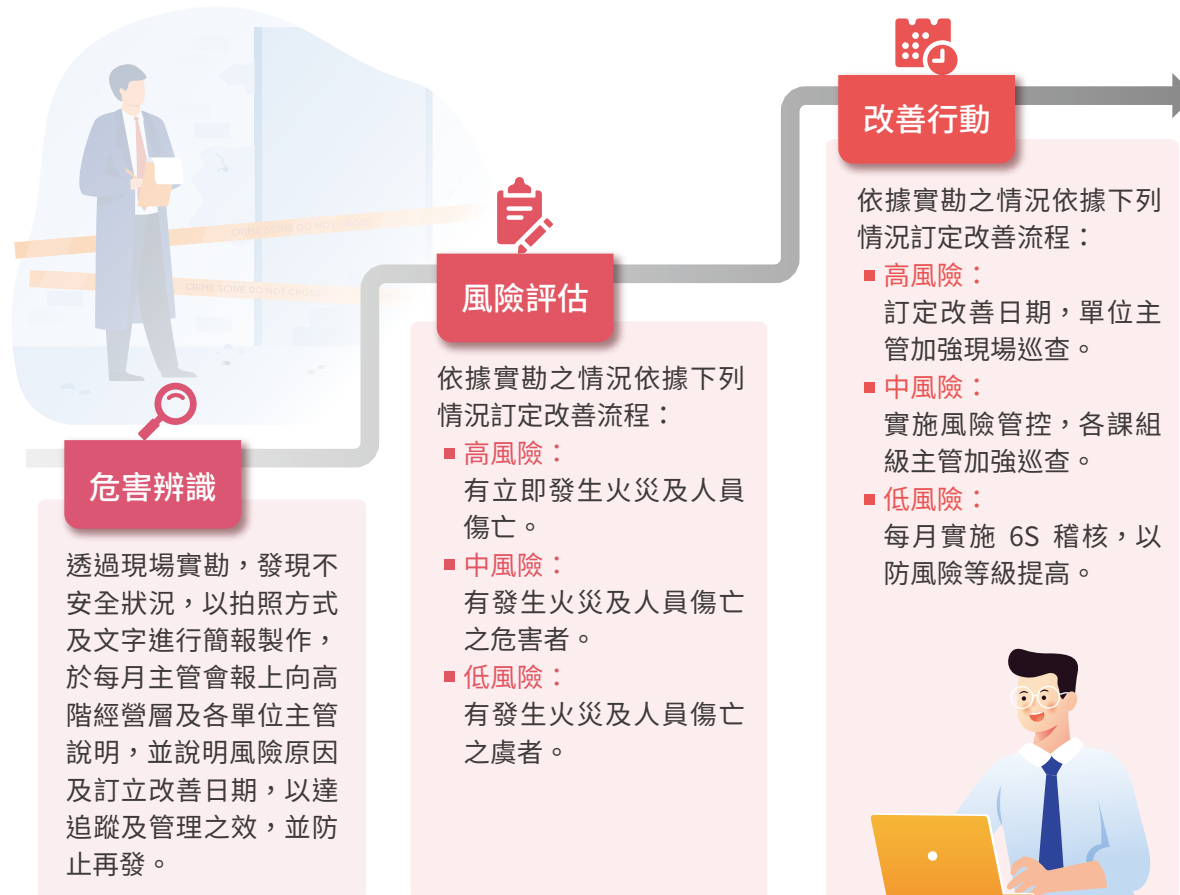 CRIME SCINE DO NOT CROSS
CRIME SCINE DO NOT CROSS
危害辨識
透過現場實勘，發現不
安全狀況，以拍照方式
及文字進行簡報製作，
於每月主管會報上向高
階經營層及各單位主管
說明，並說明風險原因
及訂立改善日期，以達
追蹤及管理之效，並防
止再發。
風險評估
依據實勘之情況依據下列
情況訂定改善流程：
■ 高風險：
有立即發生火災及人員
傷亡。
■ 中風險：
有發生火災及人員傷亡
之危害者。
■ 低風險：
有發生火災及人員傷亡
之虞者。
改善行動
依據實勘之情況依據下列
情況訂定改善流程：
■ 高風險：
訂定改善日期，單位主
管加強現場巡查。
■ 中風險：
實施風險管控，各課組
級主管加強巡查。
■ 低風險：
每月實施 6S 稽核，以
防風險等級提高。